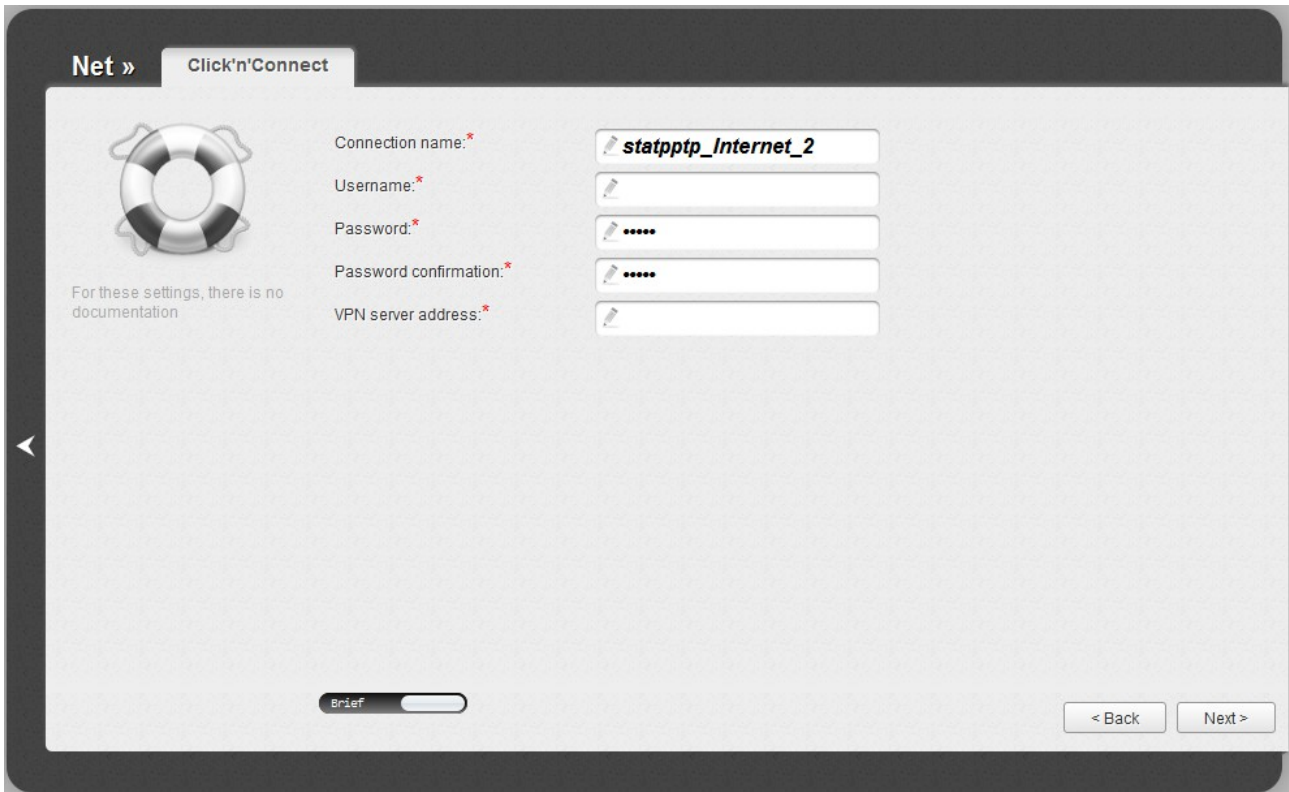 Net »
Click'n'Connect
Connection name:*
statpptp_Internet_2
Username:*
Password:*
•••••
Password confirmation:*
•••••
VPN server address:*
For these settings, there is no
documentation
Brief
< Back
Next >